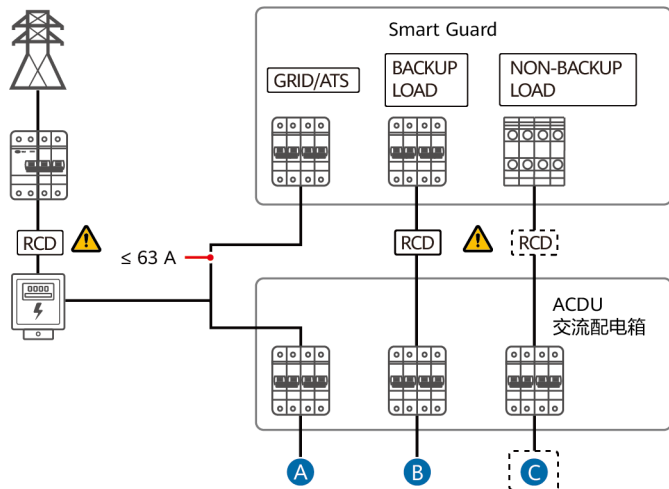 Smart Guard
GRID/ATS
BACKUP
LOAD
NON-BACKUP
LOAD
RCD
≤ 63 A
RCD
RCD
0000
ACDU
交流配电箱
A
B
C